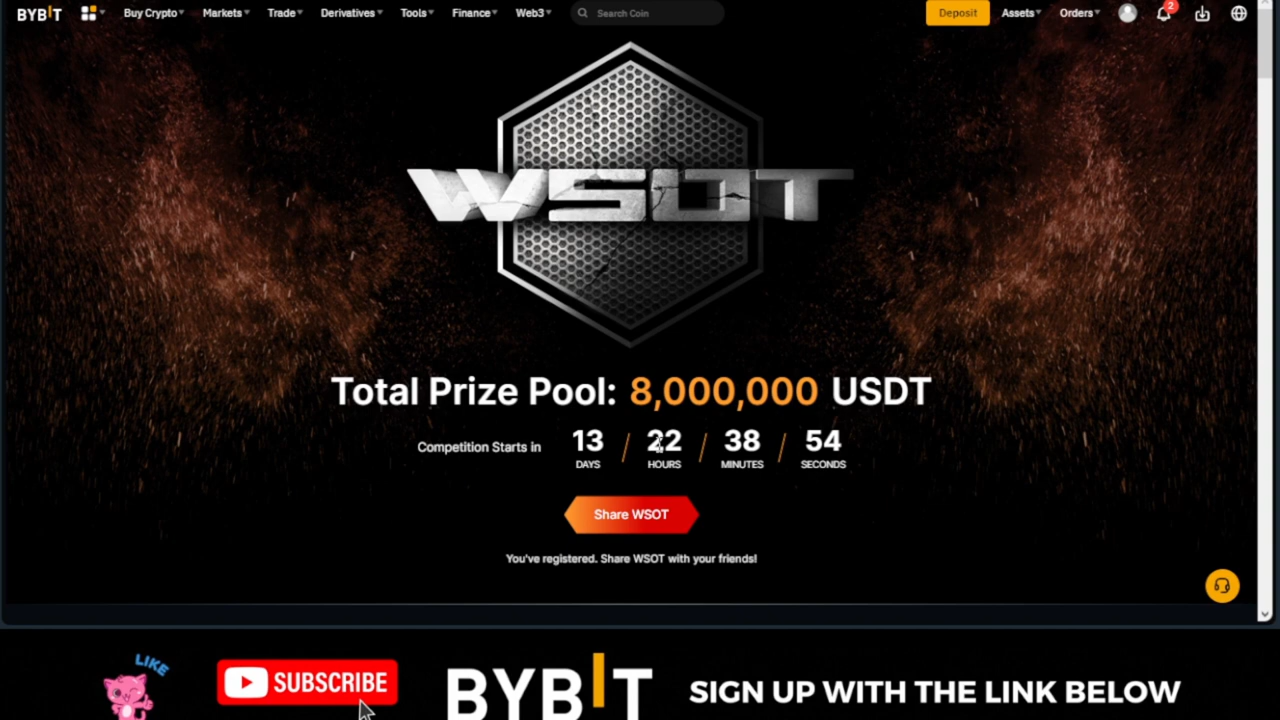 BYBIT Buy Crypto Markets Trade Derivatives Tools Finance Web3 Search Coin Deposit Assets Orders 2
WSOT
Total Prize Pool: 8,000,000 USDT
Competition Starts in 13 / 22 / 38 / 54
DAYS HOURS MINUTES SECONDS
Share WSOT
You've registered. Share WSOT with your friends!
LIKE
SUBSCRIBE BYBIT SIGN UP WITH THE LINK BELOW